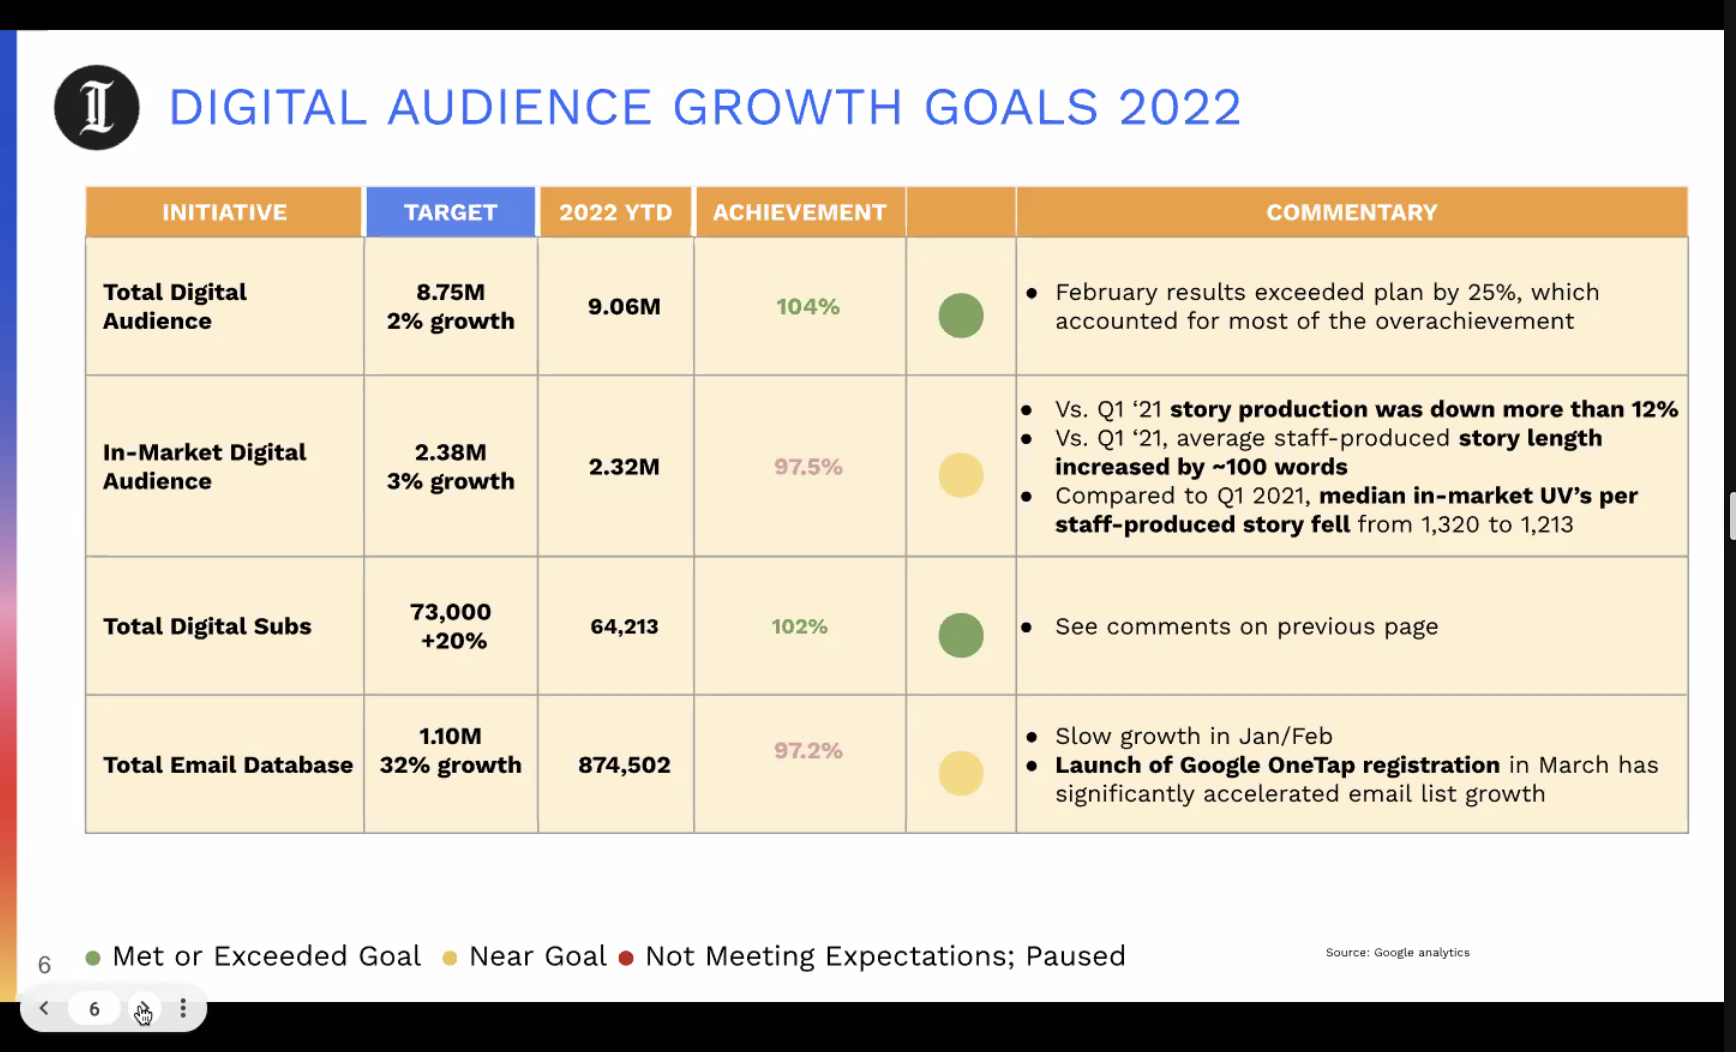 DIGITAL AUDIENCE GROWTH GOALS 2022
INITIATIVE
TARGET
2022 YTD
ACHIEVEMENT
COMMENTARY
Total Digital
Audience
8.75M
2% growth
9.06M
104%
● February results exceeded plan by 25%, which
accounted for most of the overachievement
In-Market Digital
Audience
2.38M
3% growth
2.32M
97.5%
● Vs. Q1 ‘21 story production was down more than 12%
● Vs. Q1 ‘21, average staff-produced story length
increased by ~100 words
● Compared to Q1 2021, median in-market UV’s per
staff-produced story fell from 1,320 to 1,213
Total Digital Subs
73,000
+20%
64,213
102%
● See comments on previous page
Total Email Database
1.10M
32% growth
874,502
97.2%
● Slow growth in Jan/Feb
● Launch of Google OneTap registration in March has
significantly accelerated email list growth
6
Met or Exceeded Goal
Near Goal
Not Meeting Expectations; Paused
Source: Google analytics
6